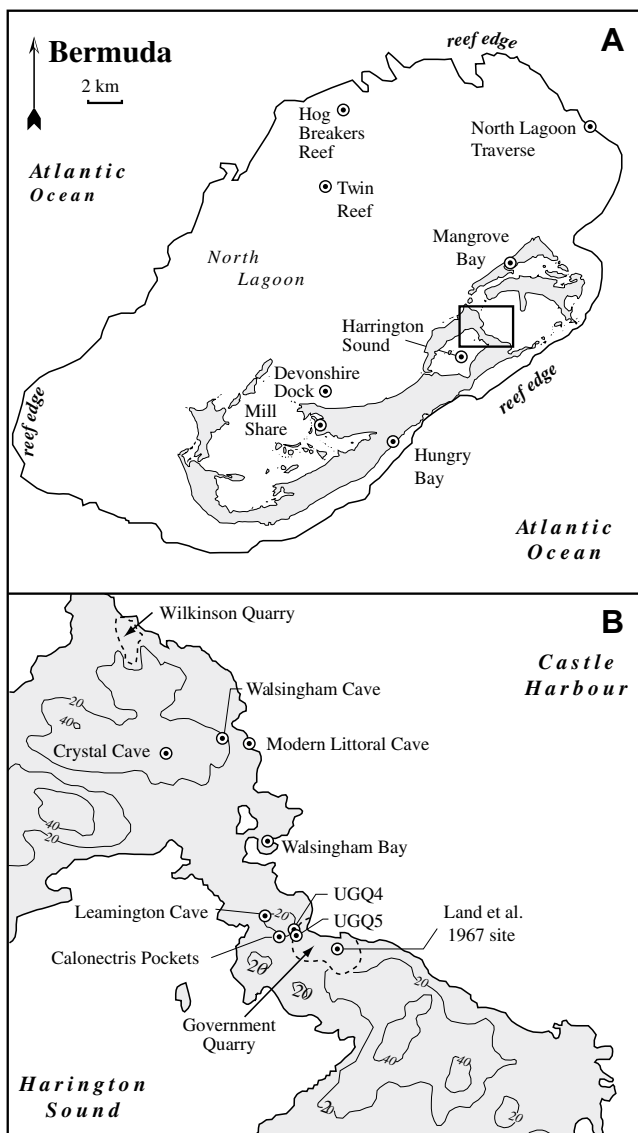 A
Bermuda
2 km
reef edge
Hog
Breakers
Reef
North Lagoon
Traverse
Atlantic
Ocean
Twin
Reef
Mangrove
Bay
North
Lagoon
Harrington
Sound
Devonshire
Dock
Mill
Share
reef edge
reef edge
Hungry
Bay
Atlantic
Ocean
B
Wilkinson Quarry
Castle
Harbour
Walsingham Cave
20
40
Crystal Cave
Modern Littoral Cave
40
20
Walsingham Bay
UGQ4
Leamington Cave
20
UGQ5
Land et al.
1967 site
Calonectris Pockets
20
20
20
Government
Quarry
40
40
Harington
Sound
20
20